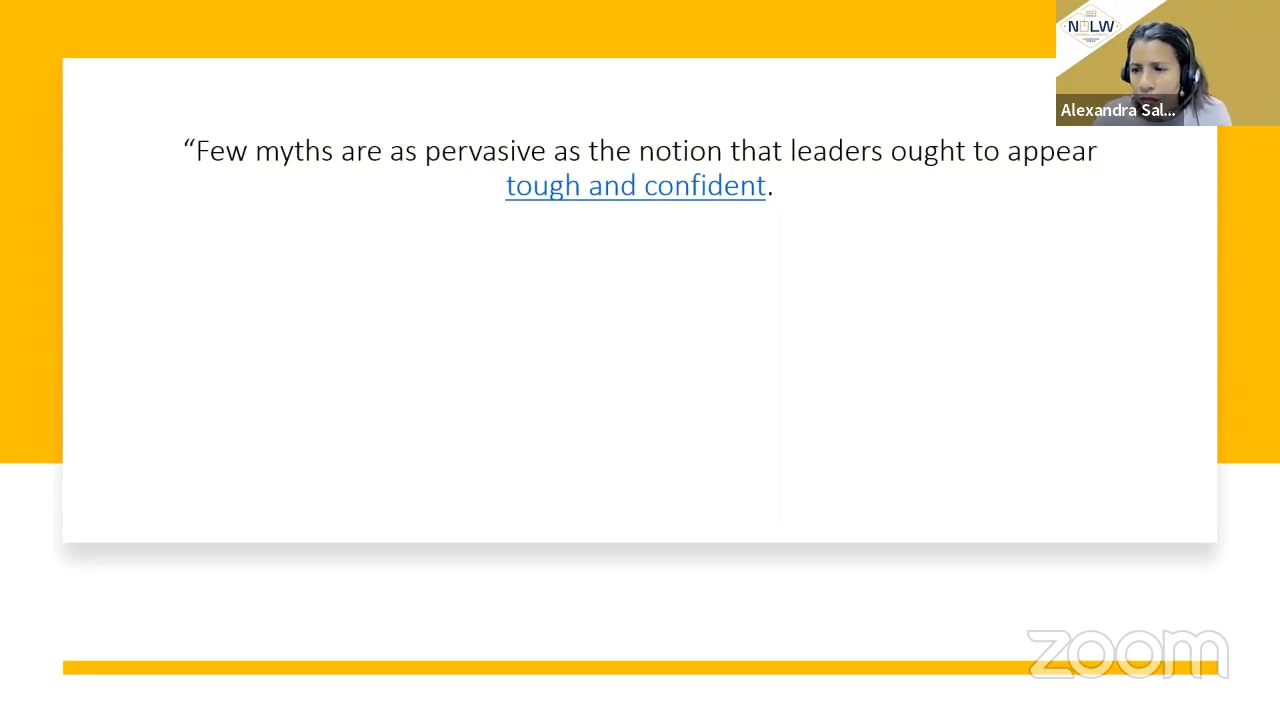 “Few myths are as pervasive as the notion that leaders ought to appear
tough and confident.
NLW
Alexandra Sal...
zoom